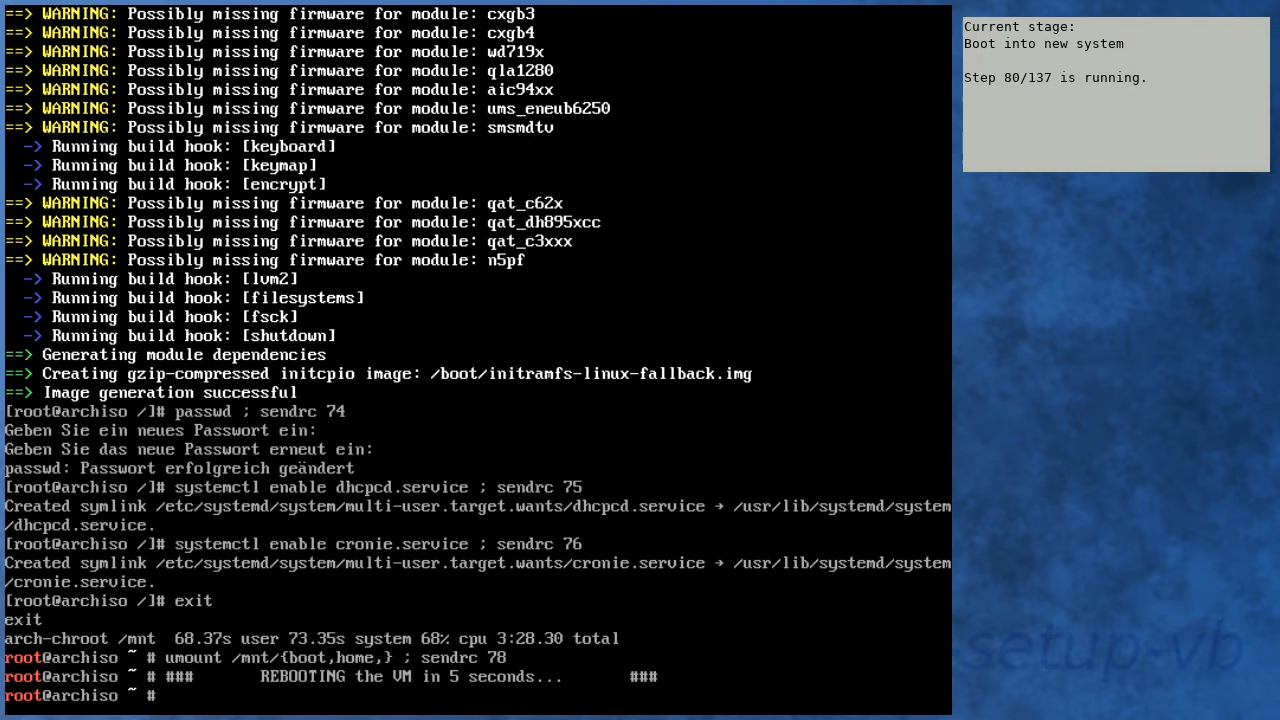 ==> WARNING: Possibly missing firmware for module: cxgb3
==> WARNING: Possibly missing firmware for module: cxgb4
==> WARNING: Possibly missing firmware for module: wd719x
==> WARNING: Possibly missing firmware for module: qla1280
==> WARNING: Possibly missing firmware for module: aic94xx
==> WARNING: Possibly missing firmware for module: ums_eneub6250
==> WARNING: Possibly missing firmware for module: smsmdtv
-> Running build hook: [keyboard]
-> Running build hook: [keymap]
-> Running build hook: [encrypt]
==> WARNING: Possibly missing firmware for module: qat_c62x
==> WARNING: Possibly missing firmware for module: qat_dh895xcc
==> WARNING: Possibly missing firmware for module: qat_c3xxx
==> WARNING: Possibly missing firmware for module: n5pf
-> Running build hook: [lvm2]
-> Running build hook: [filesystems]
-> Running build hook: [fsck]
-> Running build hook: [shutdown]
==> Generating module dependencies
==> Creating gzip-compressed initcpio image: /boot/initramfs-linux-fallback.img
==> Image generation successful
[root@archiso /]# passwd ; sendrc 74
Geben Sie ein neues Passwort ein:
Geben Sie das neue Passwort erneut ein:
passwd: Passwort erfolgreich geändert
[root@archiso /]# systemctl enable dhcpcd.service ; sendrc 75
Created symlink /etc/systemd/system/multi-user.target.wants/dhcpcd.service → /usr/lib/systemd/system
/dhcpcd.service.
[root@archiso /]# systemctl enable cronie.service ; sendrc 76
Created symlink /etc/systemd/system/multi-user.target.wants/cronie.service → /usr/lib/systemd/system
/cronie.service.
[root@archiso /]# exit
exit
arch-chroot /mnt  68.37s user 73.35s system 68% cpu 3:28.30 total
root@archiso ~ # umount /mnt/{boot,home,} ; sendrc 78
root@archiso ~ # ###       REBOOTING the VM in 5 seconds...       ###
root@archiso ~ #
Current stage:
Boot into new system
Step 80/137 is running.
setup-vb